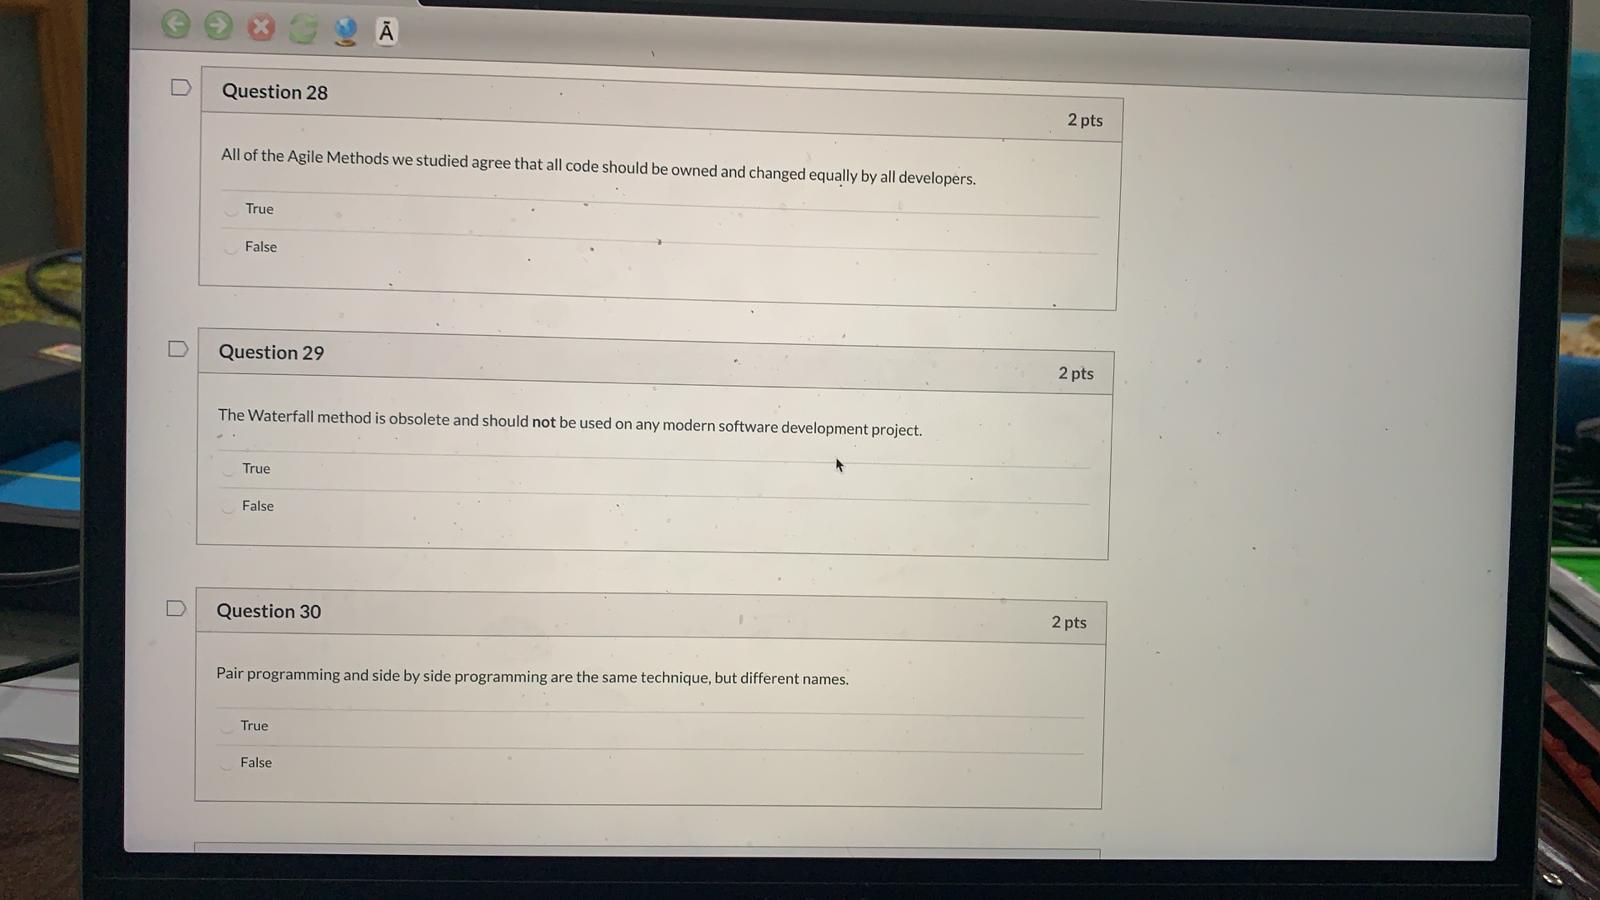 Ã
Question 28
2 pts
All of the Agile Methods we studied agree that all code should be owned and changed equally by all developers.
True
False
Question 29
2 pts
The Waterfall method is obsolete and should not be used on any modern software development project.
True
False
Question 30
2 pts
Pair programming and side by side programming are the same technique, but different names.
True
False